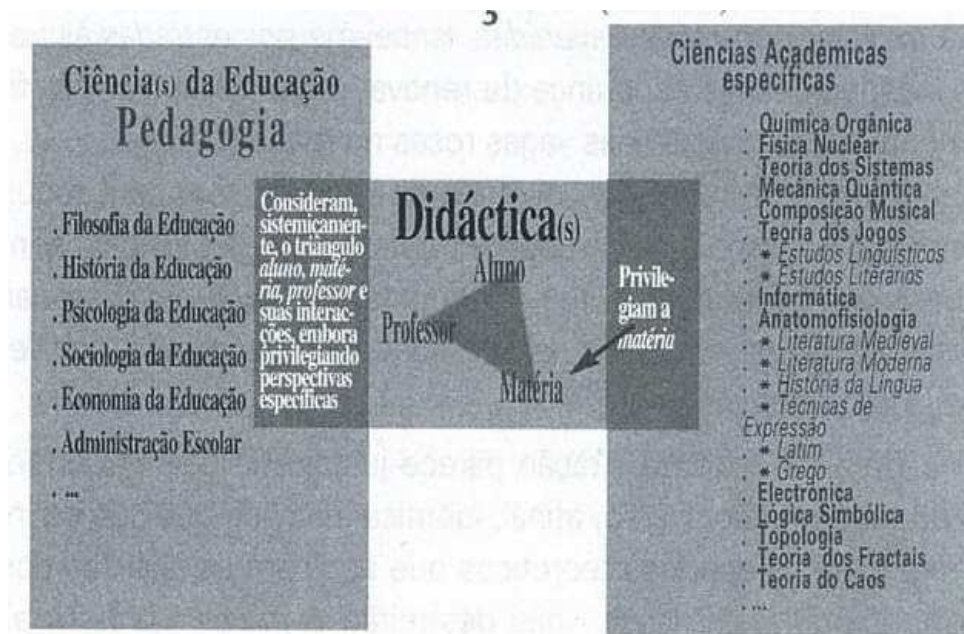 Ciência(s) da Educação
Pedagogia
. Filosofia da Educação
. História da Educação
. Psicologia da Educação
. Sociologia da Educação
. Economia da Educação
. Administração Escolar
. ...
Consideram,
sistemicamen-
te, o triângulo
aluno, maté-
ria, professor e
suas interac-
ções, embora
privilegiando
perspectivas
específicas
Didáctica(s)
Aluno
Professor
Matéria
Privile-
giam a
matéria
Ciências Académicas
específicas
. Química Orgânica
. Física Nuclear
. Teoria dos Sistemas
. Mecânica Quântica
. Composição Musical
. Teoria dos Jogos
. * Estudos Linguísticos
. * Estudos Literários
. Informática
. Anatomofisiologia
. * Literatura Medieval
. * Literatura Moderna
. * História da Língua
. * Técnicas de
Expressão
. * Latim
. * Grego
. Electrónica
. Lógica Simbólica
. Topologia
. Teoria dos Fractais
. Teoria do Caos
. ...